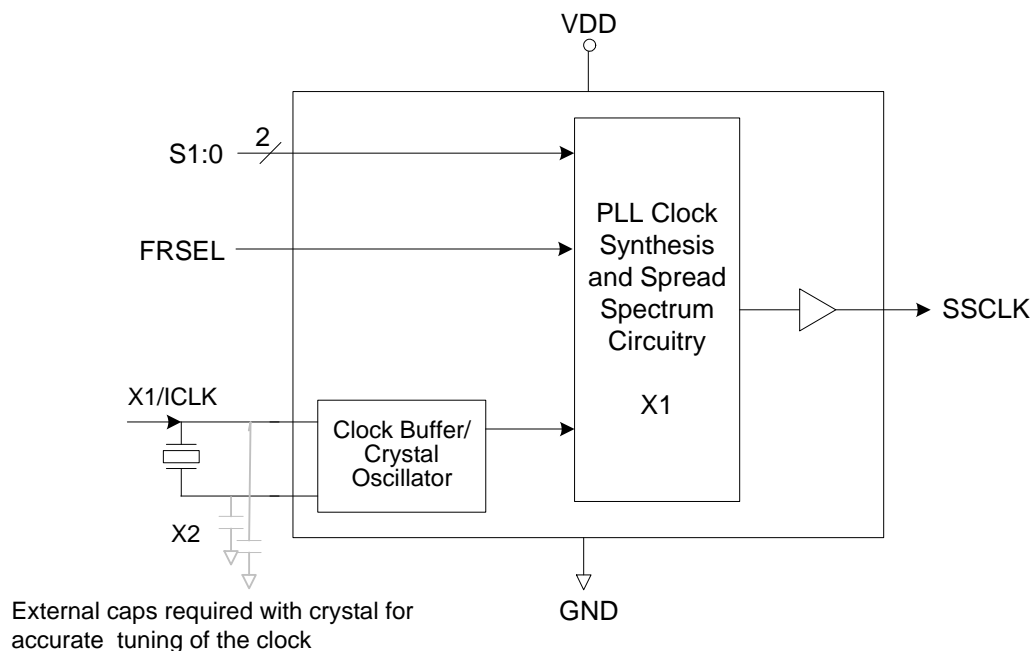 VDD
2
S1:0
PLL Clock
Synthesis
and Spread
Spectrum
Circuitry
FRSEL
SSCLK
X1/ICLK
X1
Clock Buffer/
Crystal
Oscillator
X2
GND
External caps required with crystal for
accurate tuning of the clock